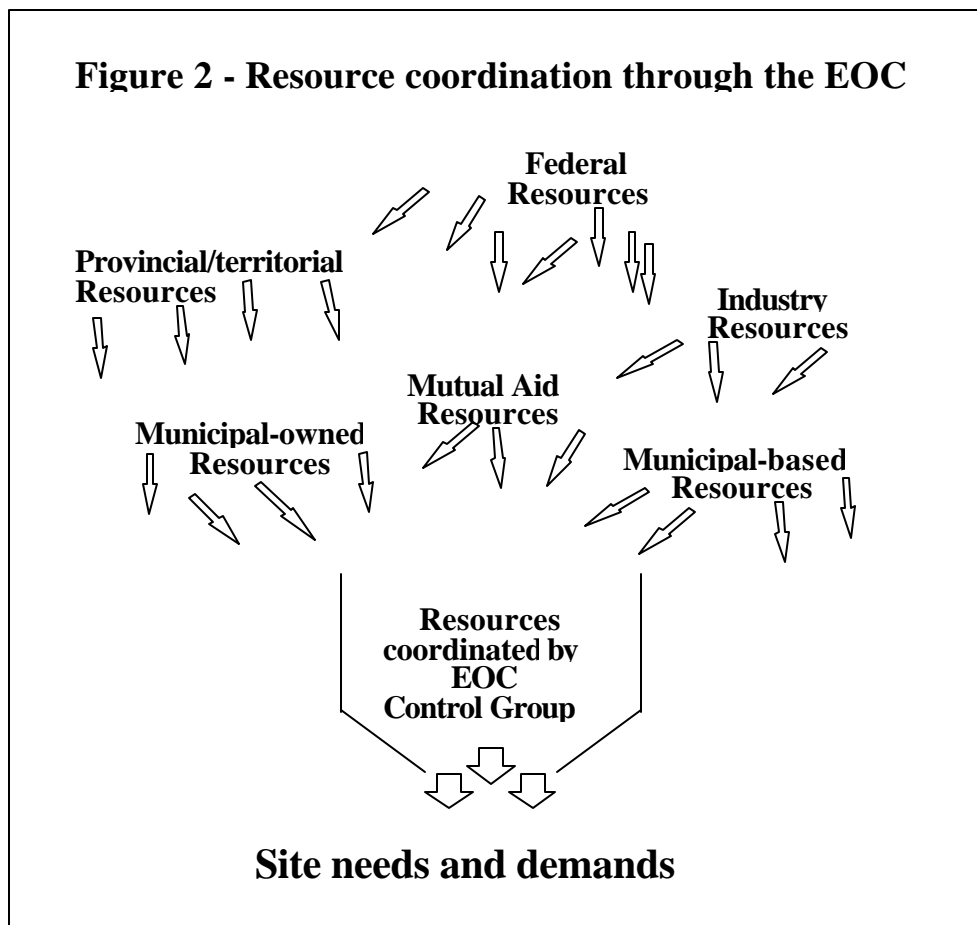 Figure 2 - Resource coordination through the EOC
Federal
Resources
Provincial/territorial
Resources
Industry
Resources
Mutual Aid
Resources
Municipal-owned
Resources
Municipal-based
Resources
Resources
coordinated by
EOC
Control Group
Site needs and demands